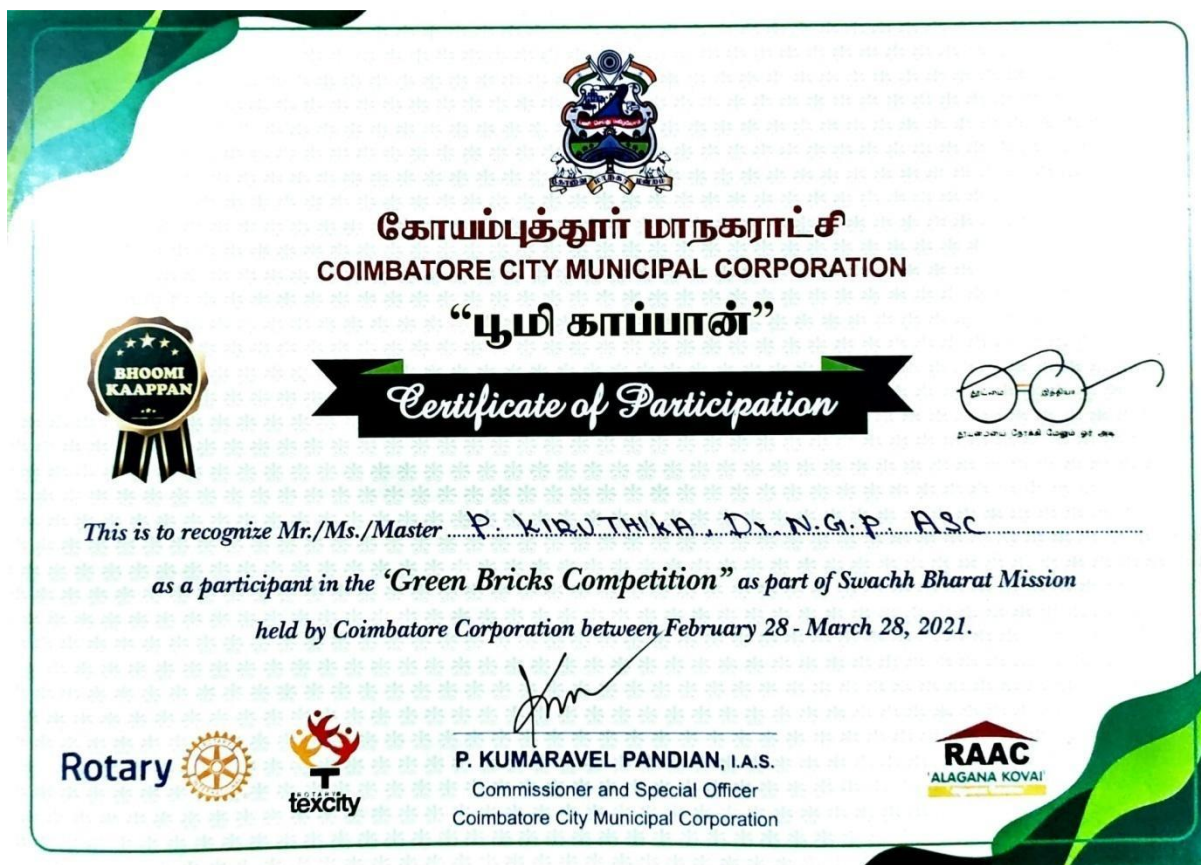 கோயம்புத்தூர் மாநகராட்சி
COIMBATORE CITY MUNICIPAL CORPORATION
“பூமி காப்பான்”
BHOOMI
KAAPPAN
Certificate of Participation
This is to recognize Mr./Ms./Master P. KIRUTHIKA, Dr. N.G.P. ASC
as a participant in the ‘Green Bricks Competition” as part of Swachh Bharat Mission
held by Coimbatore Corporation between February 28 - March 28, 2021.
P. KUMARAVEL PANDIAN, I.A.S.
Commissioner and Special Officer
Coimbatore City Municipal Corporation
Rotary
texcity
RAAC
'ALAGANA KOVAI'